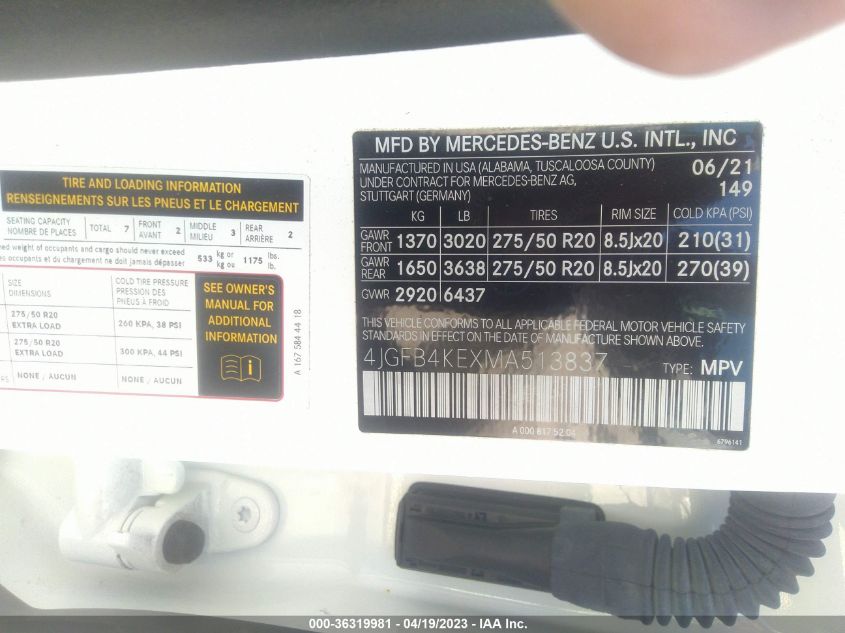 TIRE AND LOADING INFORMATION
RENSEIGNEMENTS SUR LES PNEUS ET LE CHARGEMENT
SEATING CAPACITY
NOMBRE DE PLACES
TOTAL 7
FRONT
AVANT 2
MIDDLE
MILIEU 3
REAR
ARRIÈRE 2
weight of occupants and cargo should never exceed
occupants et du chargement ne doit jamais dépasser
533 kg or
kg ou
1175 lbs.
lb.
SIZE
DIMENSIONS
COLD TIRE PRESSURE
PRESSION DES
PNEUS À FROID
275/50 R20
EXTRA LOAD
260 KPA, 38 PSI
275/50 R20
EXTRA LOAD
300 KPA, 44 PSI
NONE / AUCUN
NONE / AUCUN
SEE OWNER'S
MANUAL FOR
ADDITIONAL
INFORMATION
A 167 584 44 18
MFD BY MERCEDES-BENZ U.S. INTL., INC
MANUFACTURED IN USA (ALABAMA, TUSCALOOSA COUNTY) 06/21
UNDER CONTRACT FOR MERCEDES-BENZ AG, 149
STUTTGART (GERMANY)
KG LB TIRES RIM SIZE COLD KPA (PSI)
GAWR
FRONT 1370 3020 275/50 R20 8.5Jx20 210(31)
GAWR
REAR 1650 3638 275/50 R20 8.5Jx20 270(39)
GVWR 2920 6437
THIS VEHICLE CONFORMS TO ALL APPLICABLE FEDERAL MOTOR VEHICLE SAFETY
STANDARDS IN EFFECT ON THE DATE OF MANUFACTURE SHOWN ABOVE.
4JGFB4KEXMA513837 TYPE: MPV
A 000 817 52 04
6796141
000-36319981 - 04/19/2023 - IAA Inc.